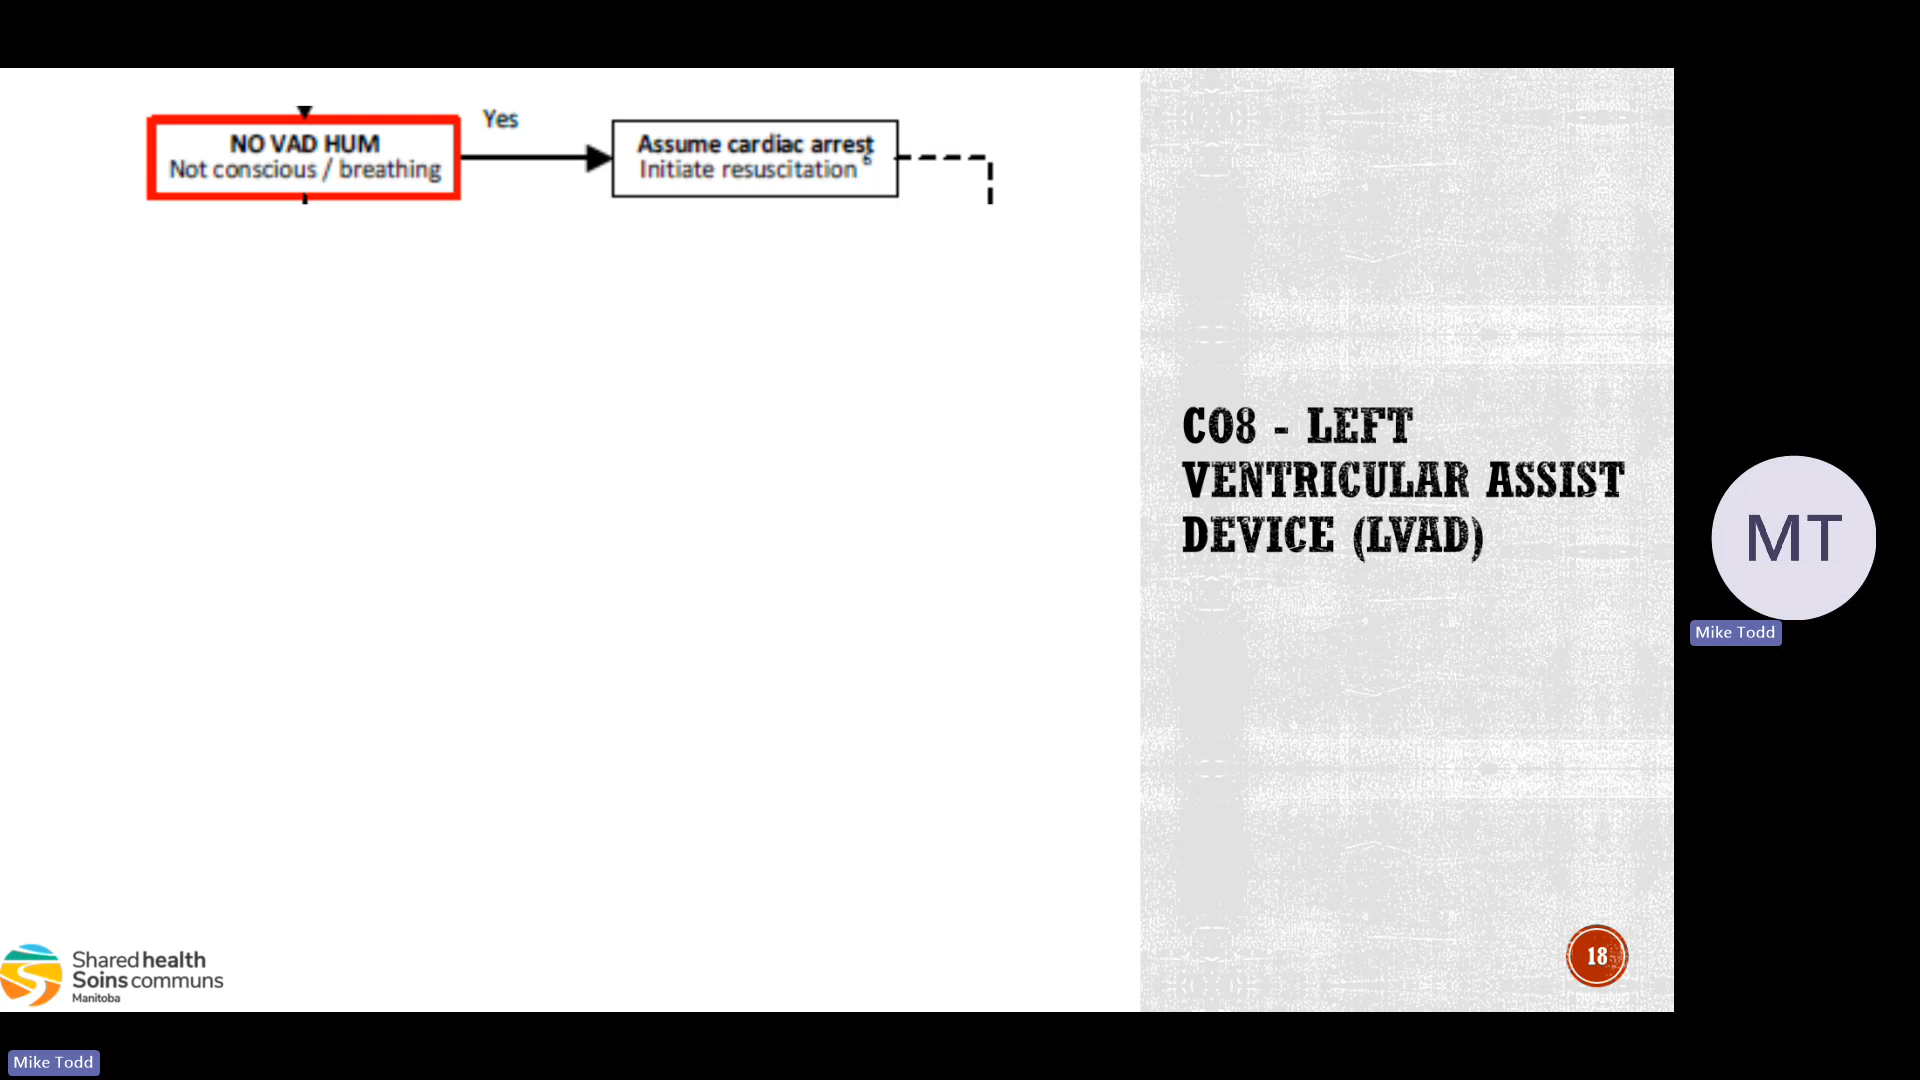 NO VAD HUM
Not conscious / breathing
Yes
Assume cardiac arrest
Initiate resuscitation 6
C08 - LEFT
VENTRICULAR ASSIST
DEVICE (LVAD)
MT
Mike Todd
18
Shared health
Soins communs
Manitoba
Mike Todd